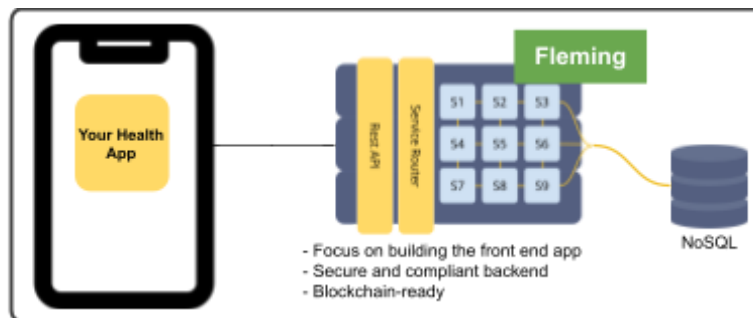 Fleming
Your Health
App
Rest API
Service Router
S1
S2
S3
S4
S5
S6
S7
S8
S9
NoSQL
- Focus on building the front end app
- Secure and compliant backend
- Blockchain-ready